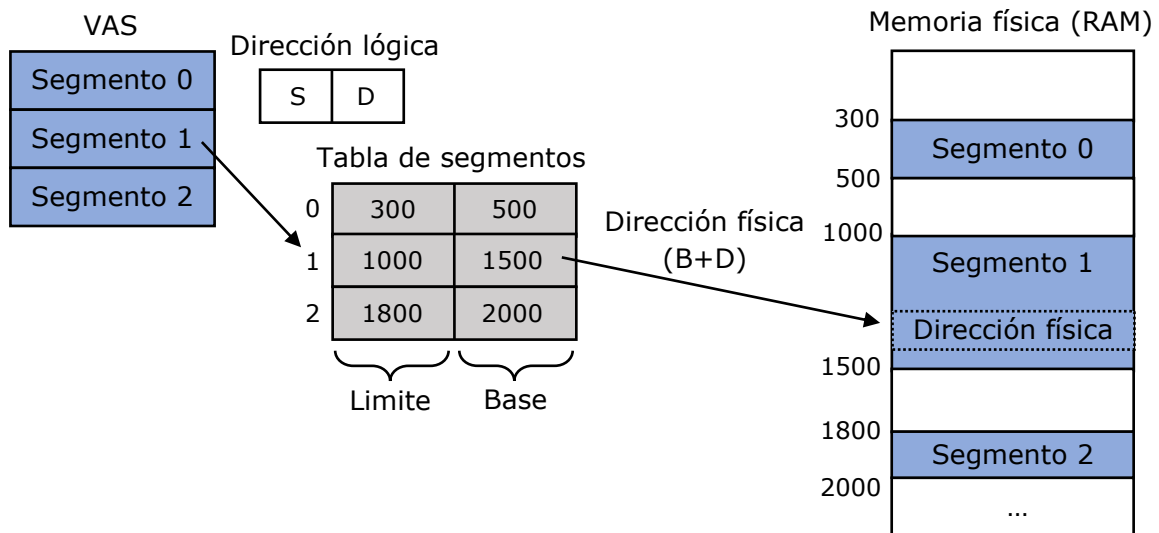 VAS
Segmento 0
Segmento 1
Segmento 2
Dirección lógica
S D
Tabla de segmentos
0 300 500
1 1000 1500
2 1800 2000
Limite Base
Dirección física
(B+D)
Memoria física (RAM)
300
Segmento 0
500
1000
Segmento 1
Dirección física
1500
1800
Segmento 2
2000
...